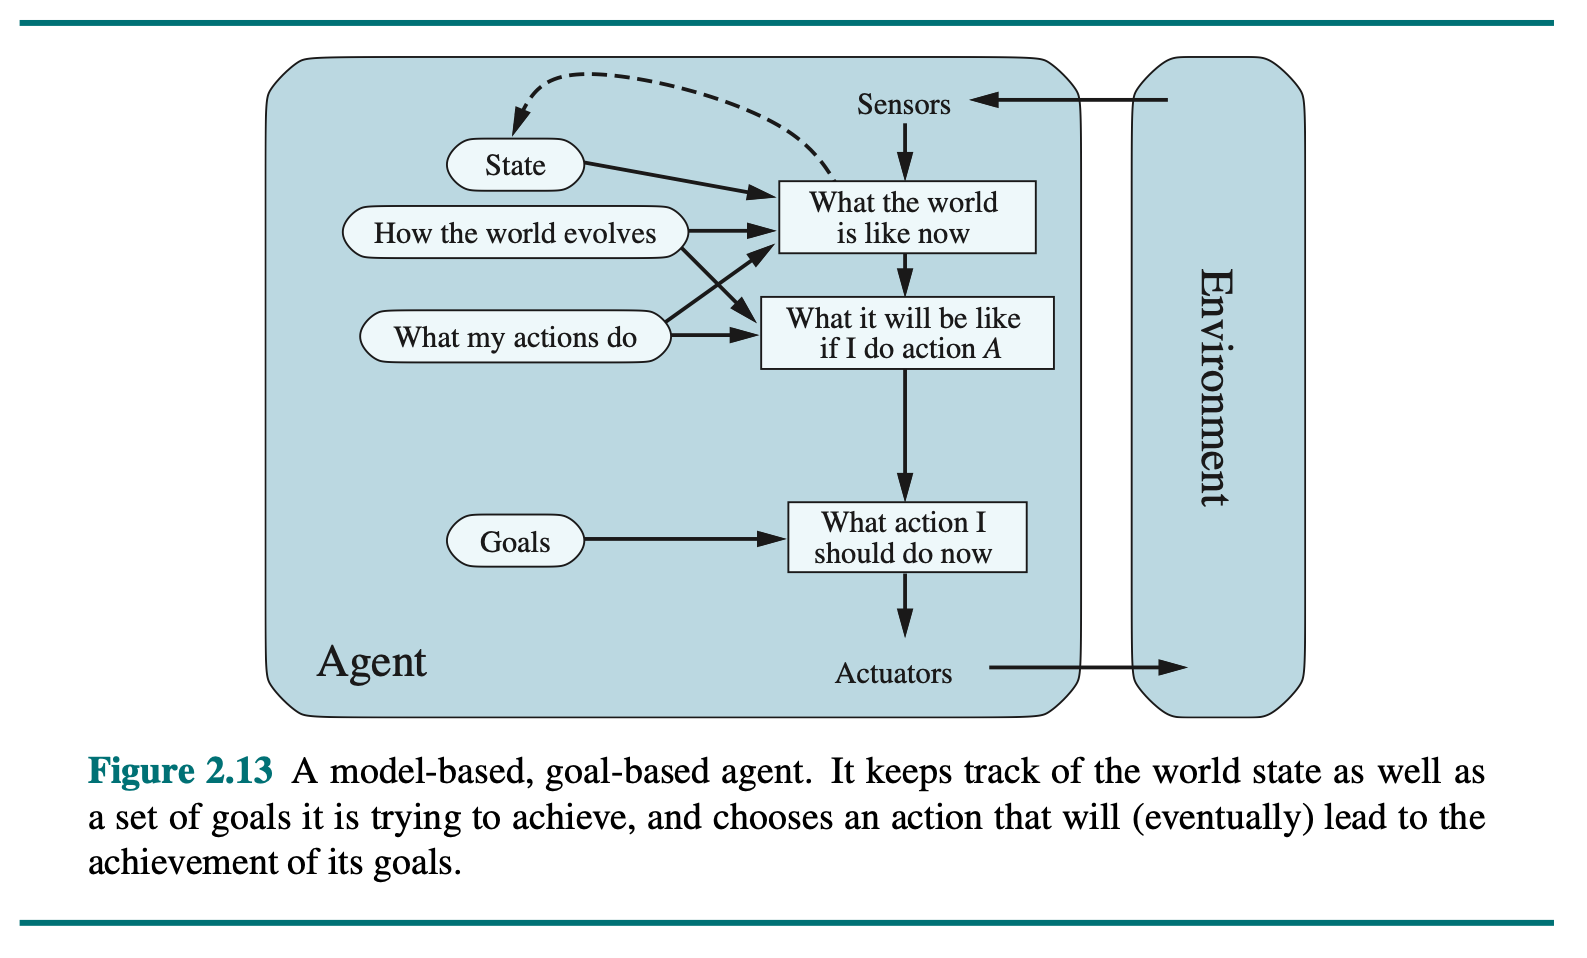 Sensors
State
What the world
is like now
How the world evolves
What it will be like
if I do action A
What my actions do
Environment
What action I
should do now
Goals
Agent
Actuators
Figure 2.13 A model-based, goal-based agent. It keeps track of the world state as well as
a set of goals it is trying to achieve, and chooses an action that will (eventually) lead to the
achievement of its goals.